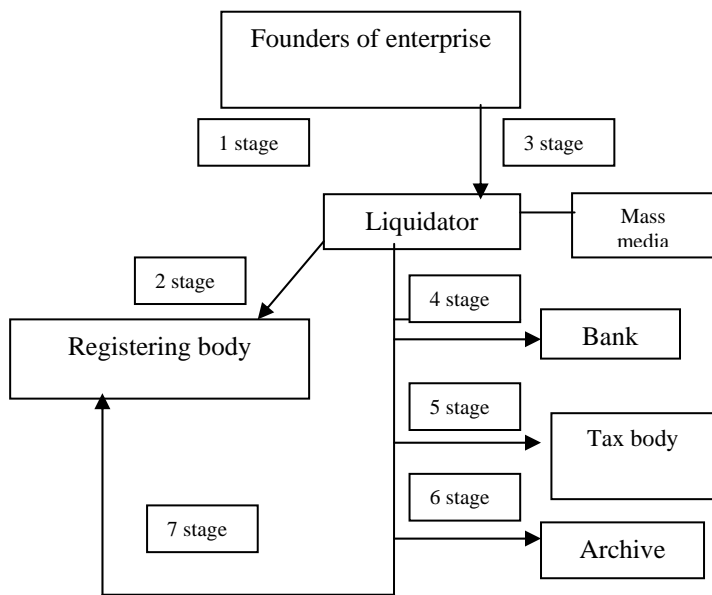 Founders of enterprise
1 stage
3 stage
Liquidator
Mass
media
2 stage
4 stage
Registering body
Bank
5 stage
Tax body
6 stage
7 stage
Archive